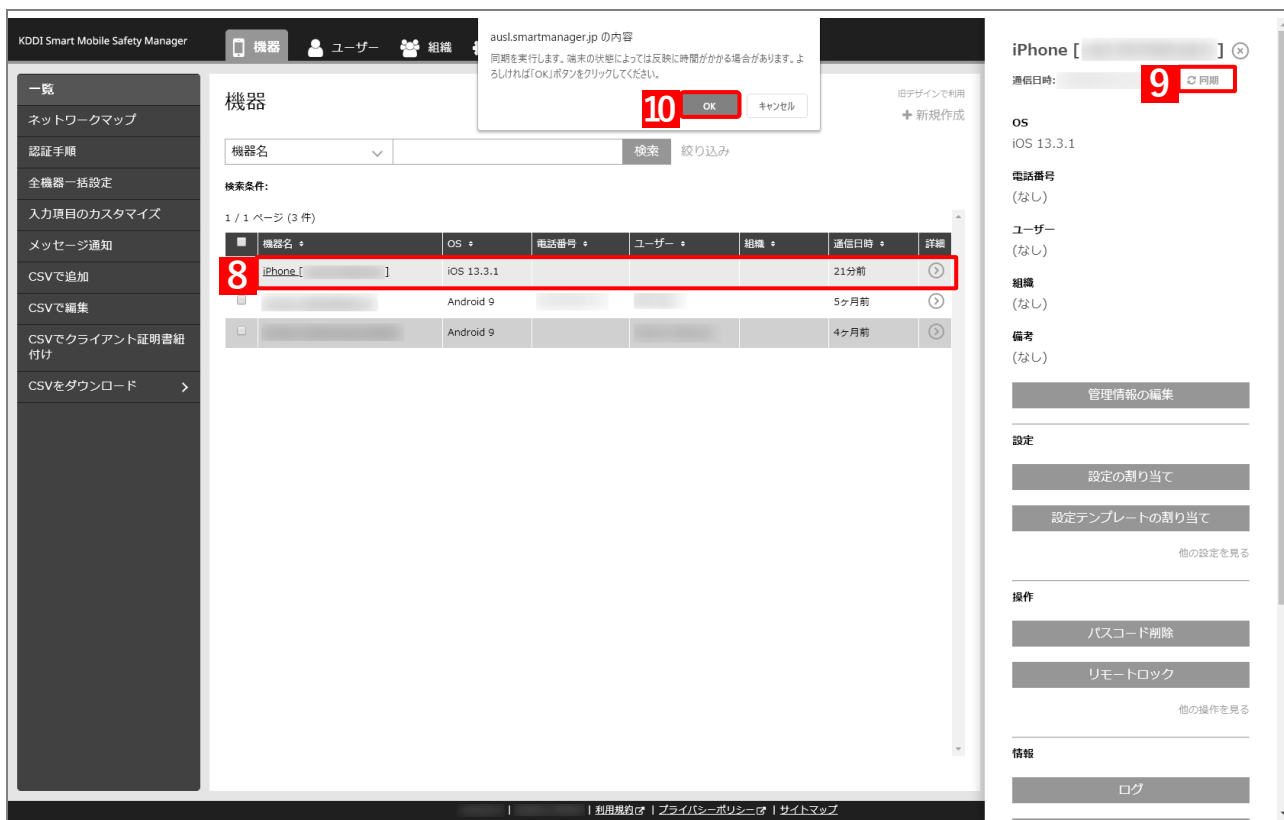 KDDI Smart Mobile Safety Manager
機器
ユーザー
組織
ausl.smartmanager.jp の内容
同期を実行します。端末の状態によっては反映に時間がかかる場合があります。よ
ろしければ「OK」ボタンをクリックしてください。
10
OK
キャンセル
一覧
ネットワークマップ
認証手順
全機器一括設定
入力項目のカスタマイズ
メッセージ通知
CSVで追加
CSVで編集
CSVでクライアント証明書紐
付け
CSVをダウンロード
機器
旧デザインで利用
+ 新規作成
機器名
検索
絞り込み
検索条件:
1 / 1 ページ (3 件)
機器名 OS 電話番号 ユーザー 組織 通信日時 詳細
8
iPhone [ ] iOS 13.3.1 21分前
Android 9 5ヶ月前
Android 9 4ヶ月前
iPhone [ ]
通信日時:
9
同期
OS
iOS 13.3.1
電話番号
(なし)
ユーザー
(なし)
組織
(なし)
備考
(なし)
管理情報の編集
設定
設定の割り当て
設定テンプレートの割り当て
他の設定を見る
操作
パスコード削除
リモートロック
他の操作を見る
情報
ログ
| | 利用規約 | プライバシーポリシー | サイトマップ